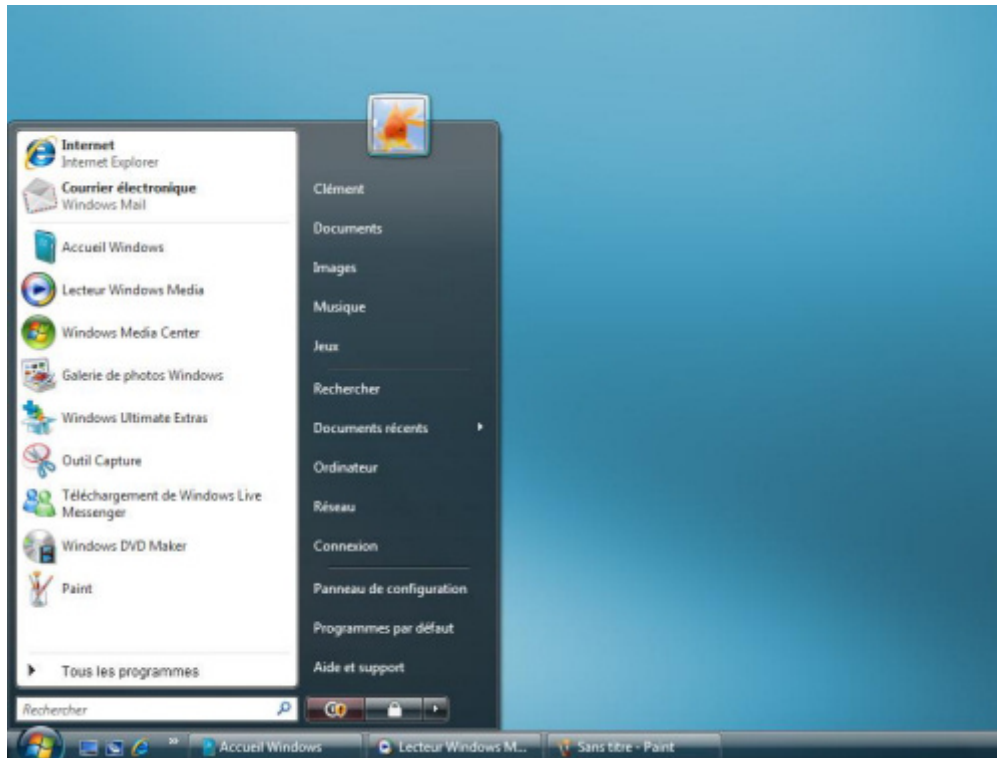 Internet
Internet Explorer
Courrier électronique
Windows Mail
Accueil Windows
Lecteur Windows Media
Windows Media Center
Galerie de photos Windows
Windows Ultimate Extras
Outil Capture
Téléchargement de Windows Live
Messenger
Windows DVD Maker
Paint
Tous les programmes
Rechercher
Clément
Documents
Images
Musique
Jeux
Rechercher
Documents récents
Ordinateur
Réseau
Connexion
Panneau de configuration
Programmes par défaut
Aide et support
Accueil Windows
Lecteur Windows M...
Sans titre - Paint